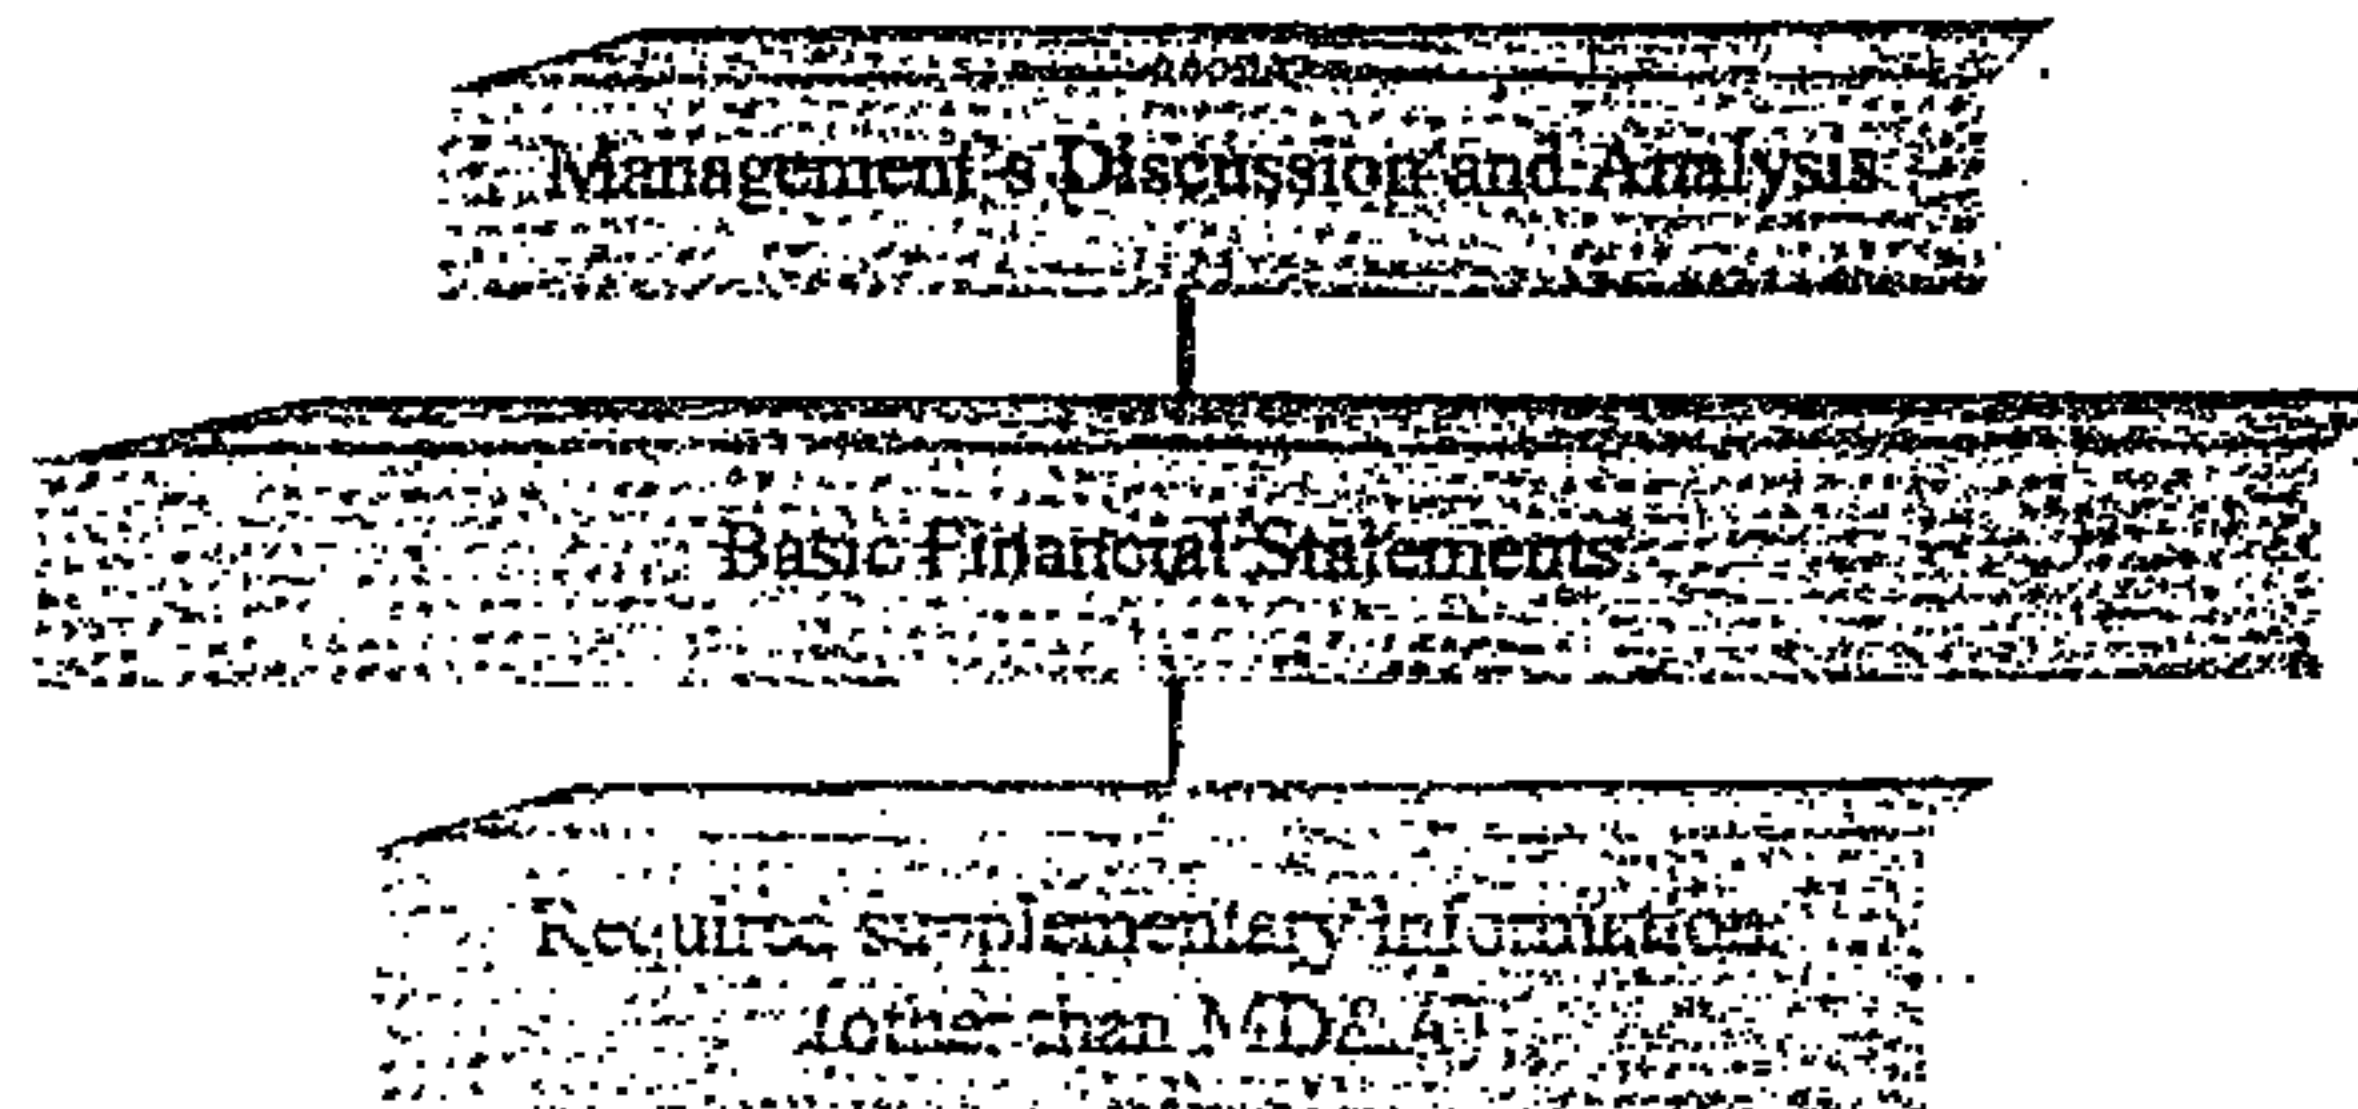 Management's Discussion and Analysis
Basic Financial Statements
Required supplementary information
(other than MD&A)